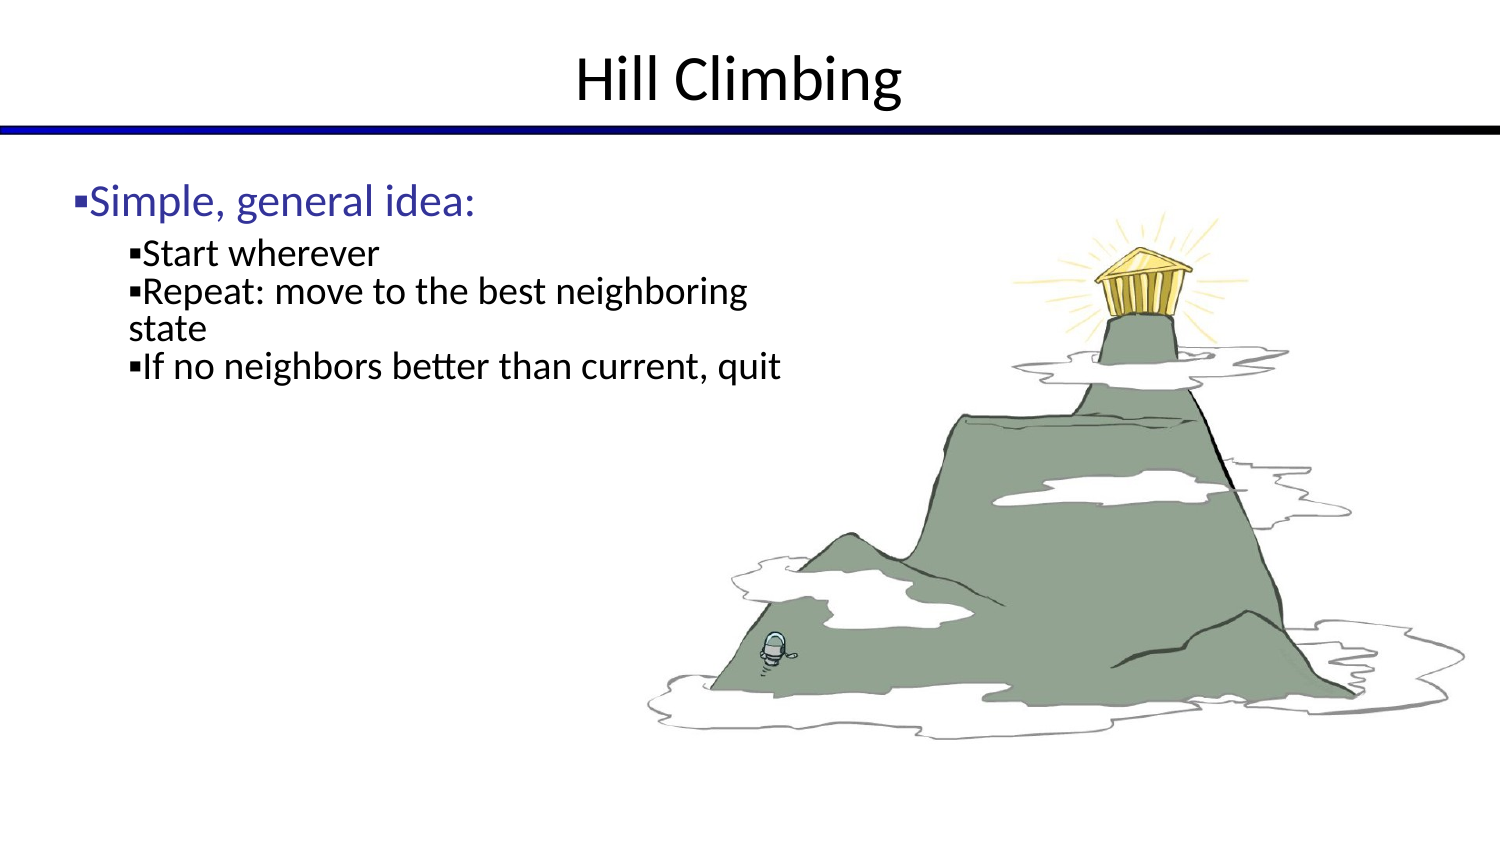 Hill Climbing
▪Simple, general idea:
▪Start wherever
▪Repeat: move to the best neighboring
state
▪If no neighbors better than current, quit